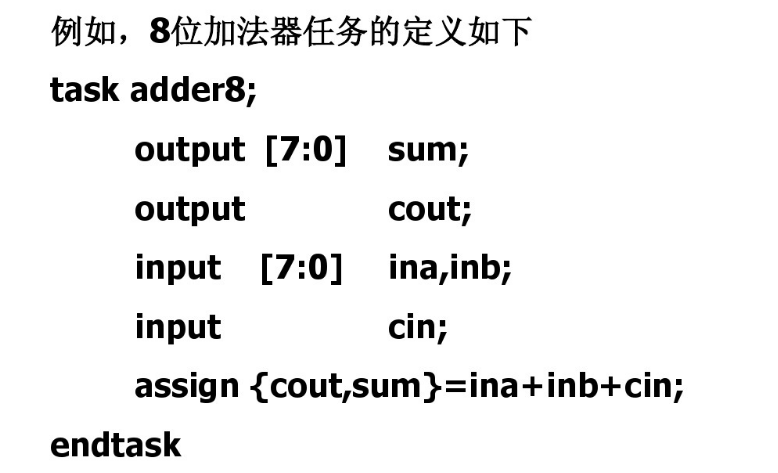 例如，8位加法器任务的定义如下
task adder8;
output [7:0] sum;
output cout;
input [7:0] ina,inb;
input cin;
assign {cout,sum}=ina+inb+cin;
endtask